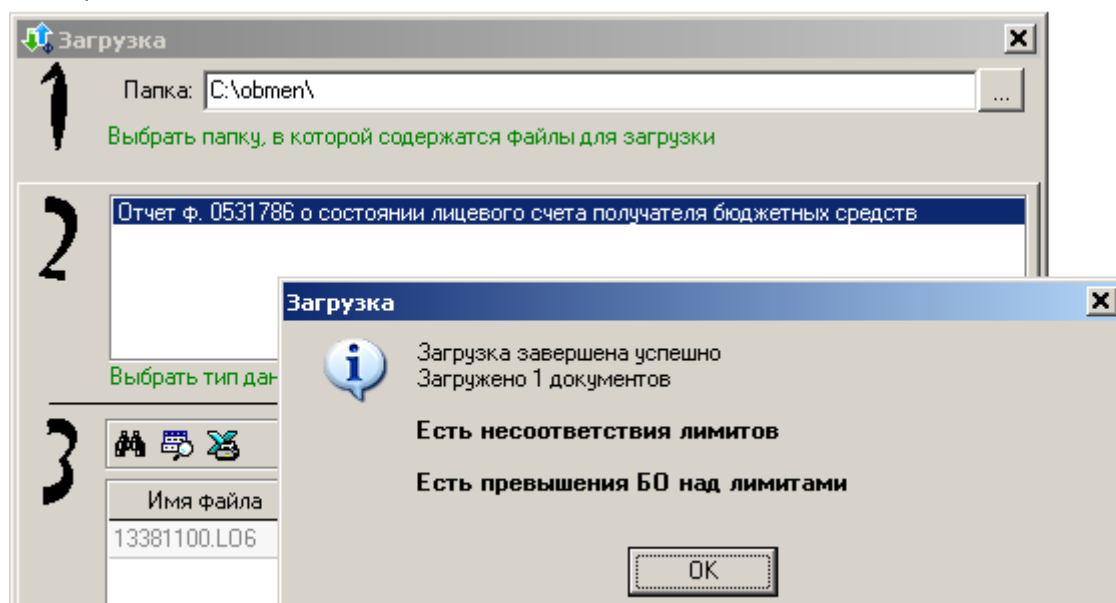 Загрузка
1
Папка: C:\obmen\ ...
Выбрать папку, в которой содержатся файлы для загрузки
2
Отчет ф. 0531786 о состоянии лицевого счета получателя бюджетных средств
Выбрать тип дан
Загрузка
Загрузка завершена успешно
Загружено 1 документов
Есть несоответствия лимитов
Есть превышения БО над лимитами
OK
3
Имя файла
13381100.LO6